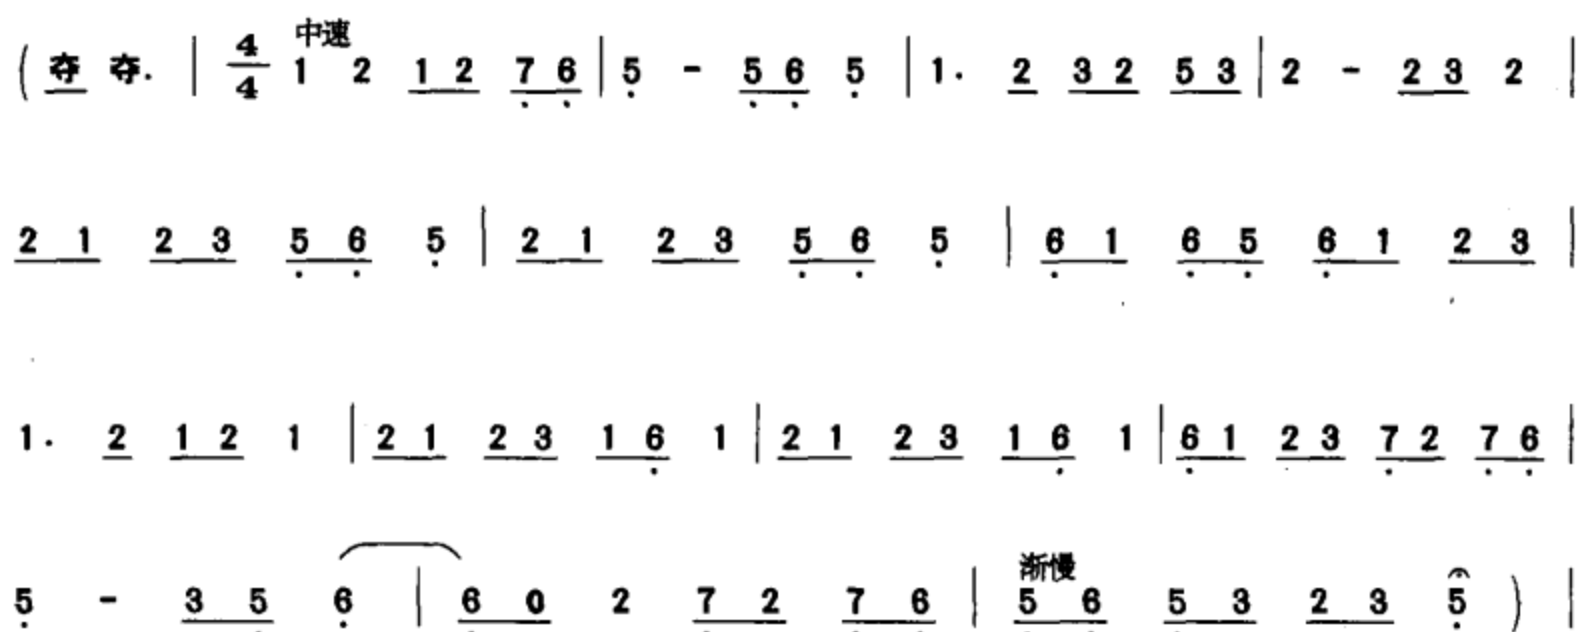 中速
( 夺 夺. | 4/4 1 2 1 2 7 6 | 5 - 5 6 5 | 1. 2 3 2 5 3 | 2 - 2 3 2 |
2 1 2 3 5 6 5 | 2 1 2 3 5 6 5 | 6 1 6 5 6 1 2 3 |
1. 2 1 2 1 | 2 1 2 3 1 6 1 | 2 1 2 3 1 6 1 | 6 1 2 3 7 2 7 6 |
渐慢
5 - 3 5 6 | 6 0 2 7 2 7 6 | 5 6 5 3 2 3 5 ) |